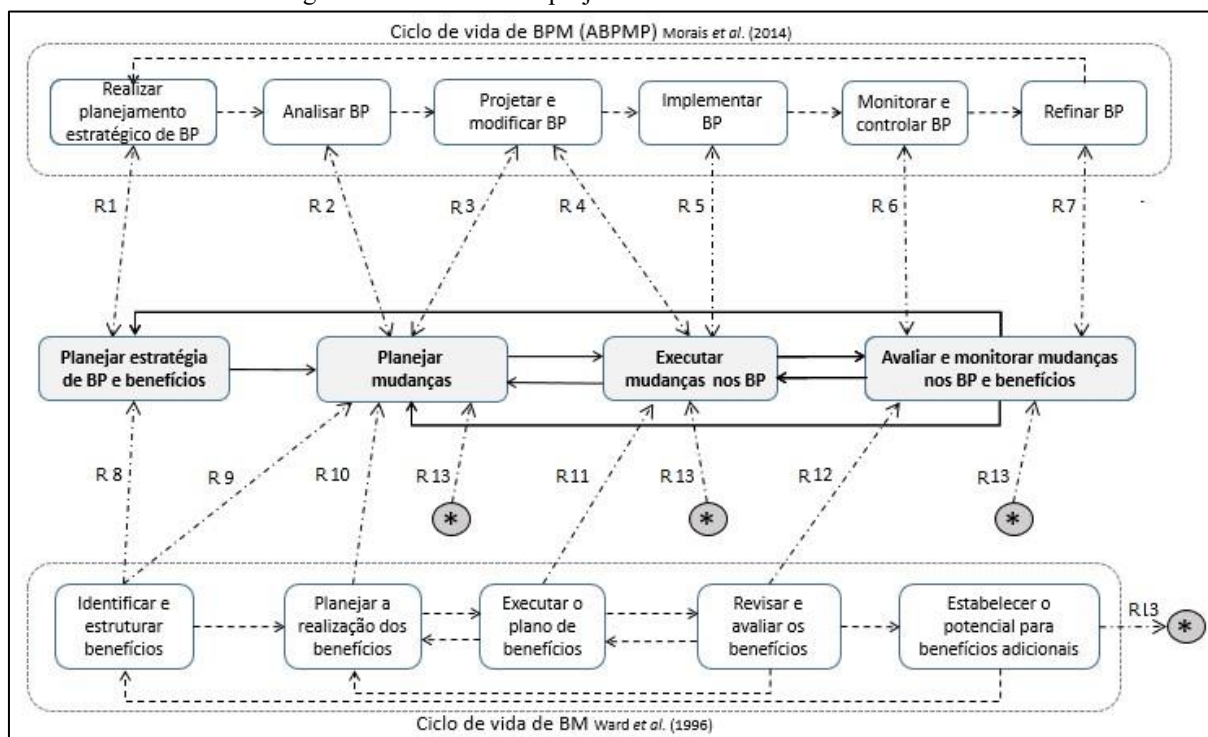 Ciclo de vida de BPM (ABPMP) Morais et al. (2014)
Realizar
planejamento
estratégico de BP
Analisar BP
Projetar e
modificar BP
Implementar
BP
Monitorar e
controlar BP
Refinar BP
R1
R 2
R 3
R 4
R 5
R 6
R 7
Planejar estratégia
de BP e benefícios
Planejar
mudanças
Executar
mudanças nos BP
Avaliar e monitorar mudanças
nos BP e benefícios
R 8
R 9
R 10
R 13
R 11
R 13
R 12
R 13
*
*
*
Identificar e
estruturar
benefícios
Planejar a
realização dos
benefícios
Executar o
plano de
benefícios
Revisar e
avaliar os
benefícios
Estabelecer o
potencial para
benefícios adicionais
R13
*
Ciclo de vida de BM Ward et al. (1996)